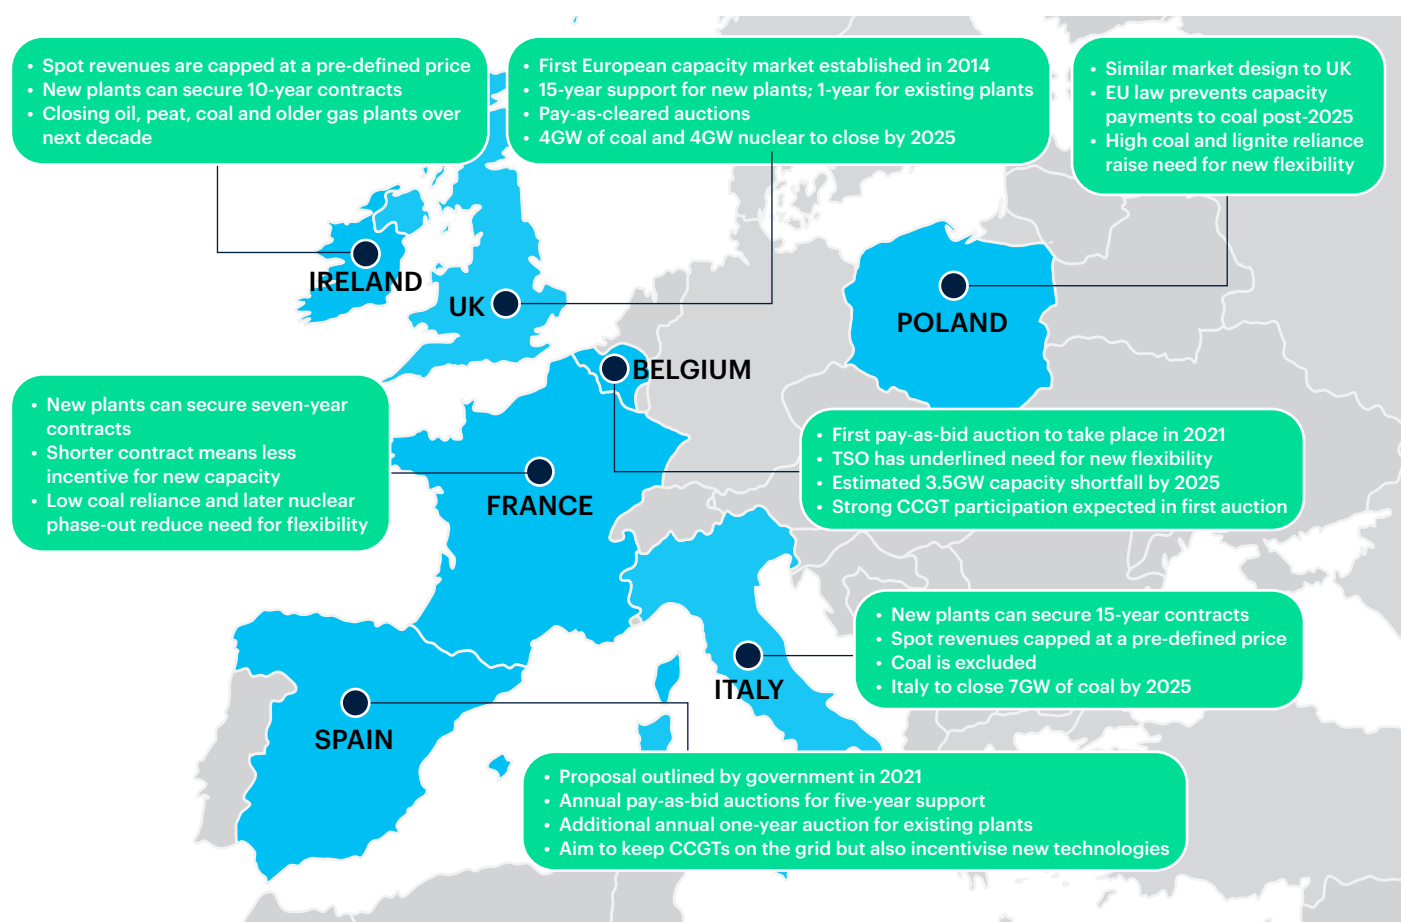 • Spot revenues are capped at a pre-defined price
• New plants can secure 10-year contracts
• Closing oil, peat, coal and older gas plants over
next decade
• First European capacity market established in 2014
• 15-year support for new plants; 1-year for existing plants
• Pay-as-cleared auctions
• 4GW of coal and 4GW nuclear to close by 2025
• Similar market design to UK
• EU law prevents capacity
payments to coal post-2025
• High coal and lignite reliance
raise need for new flexibility
IRELAND
UK
POLAND
BELGIUM
• New plants can secure seven-year
contracts
• Shorter contract means less
incentive for new capacity
• Low coal reliance and later nuclear
phase-out reduce need for flexibility
FRANCE
• First pay-as-bid auction to take place in 2021
• TSO has underlined need for new flexibility
• Estimated 3.5GW capacity shortfall by 2025
• Strong CCGT participation expected in first auction
• New plants can secure 15-year contracts
• Spot revenues capped at a pre-defined price
• Coal is excluded
• Italy to close 7GW of coal by 2025
ITALY
SPAIN
• Proposal outlined by government in 2021
• Annual pay-as-bid auctions for five-year support
• Additional annual one-year auction for existing plants
• Aim to keep CCGTs on the grid but also incentivise new technologies